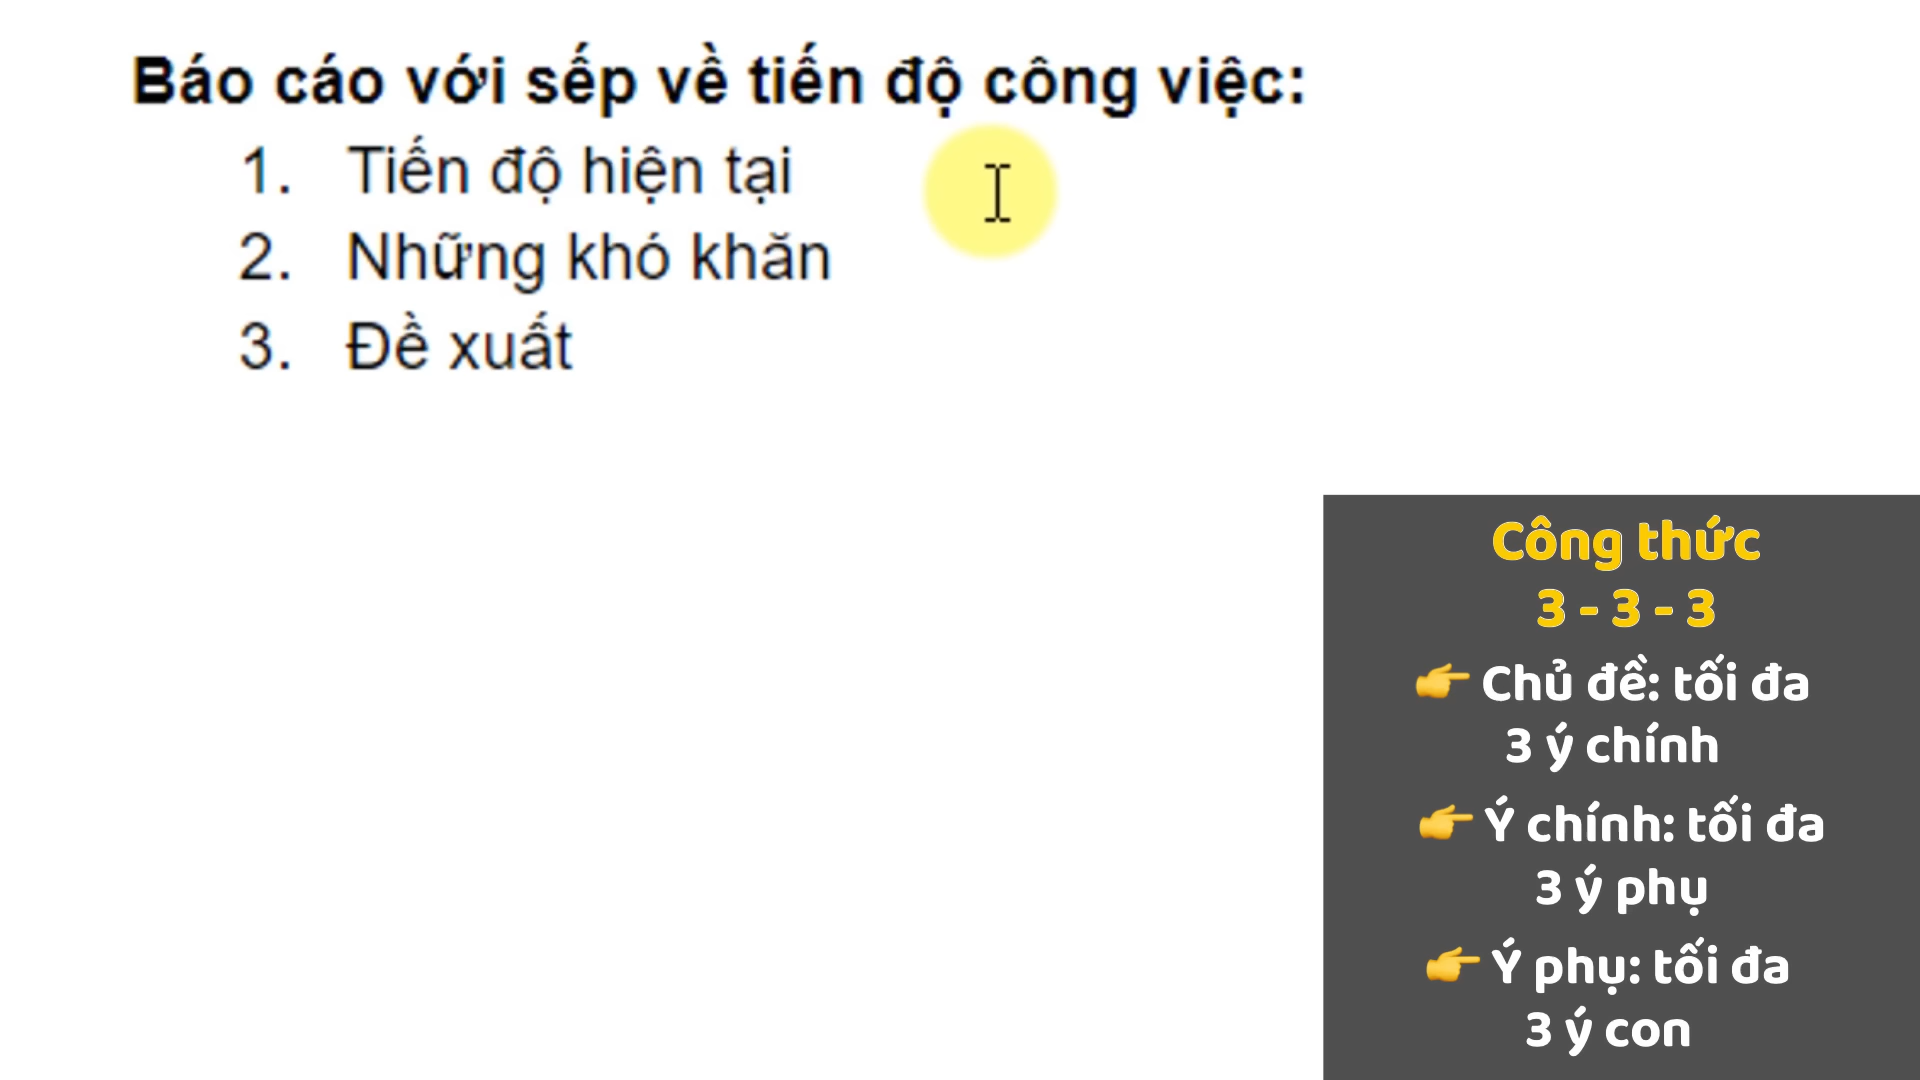 Báo cáo với sếp về tiến độ công việc:
1. Tiến độ hiện tại
2. Những khó khăn
3. Đề xuất
Công thức
3 - 3 - 3
👉 Chủ đề: tối đa
3 ý chính
👉 Ý chính: tối đa
3 ý phụ
👉 Ý phụ: tối đa
3 ý con